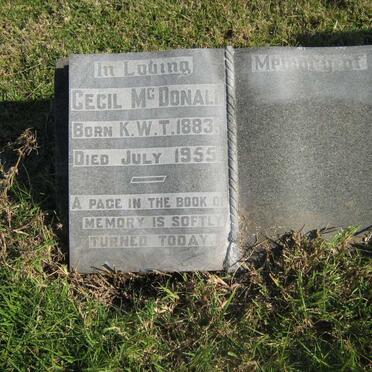 In Loving Memory of
Cecil McDonald
Born K.W.T. 1883.
Died July 1955
A page in the book of
memory is softly
turned today.